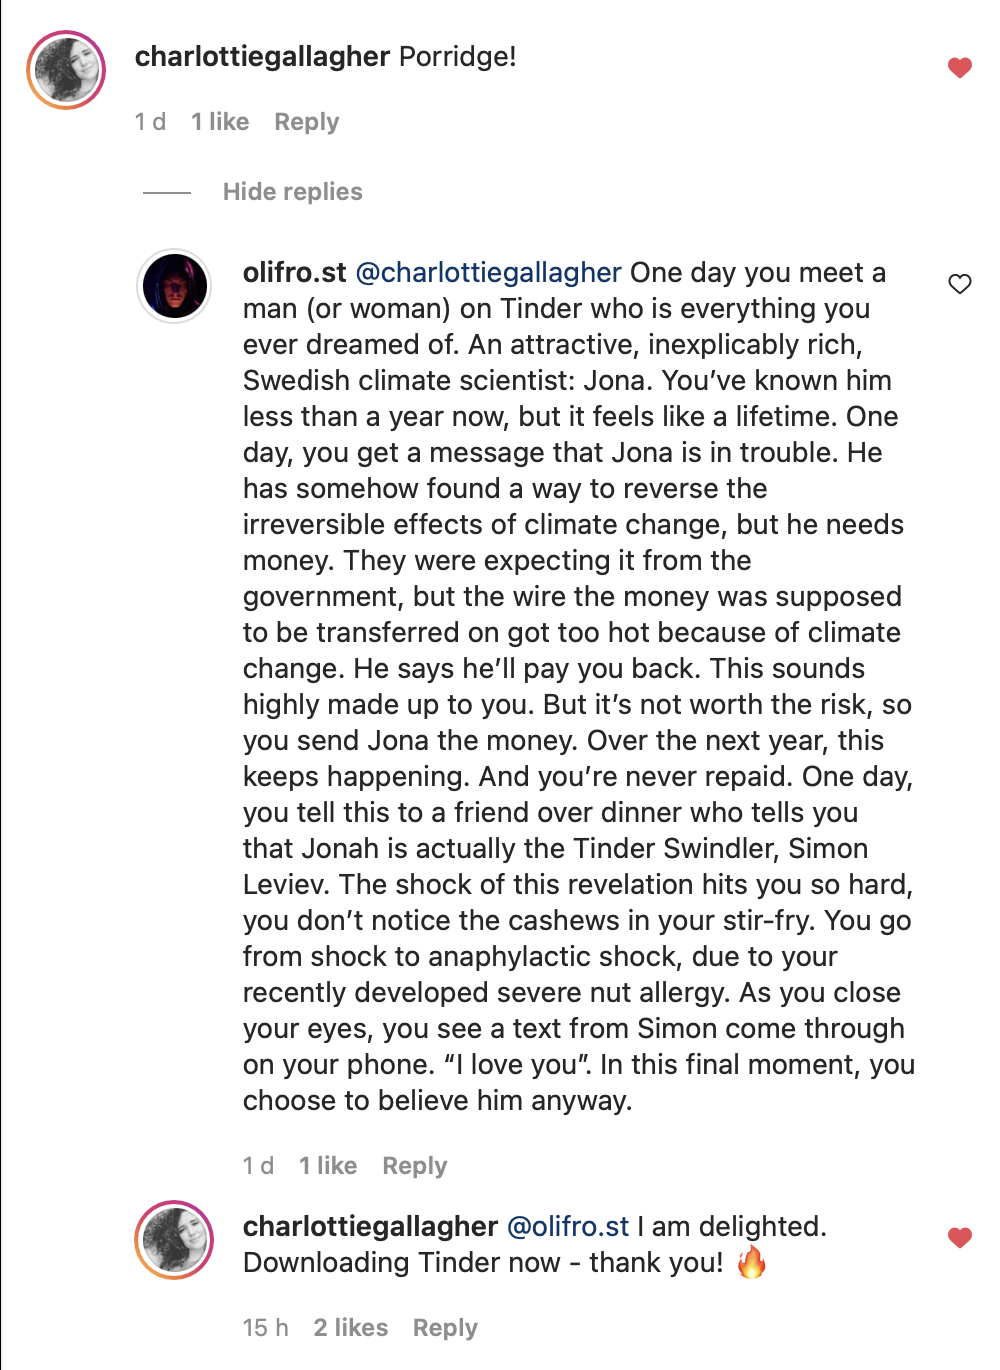 charlottiegallagher Porridge!
1 d 1 like Reply
Hide replies
olifro.st @charlottiegallagher One day you meet a
man (or woman) on Tinder who is everything you
ever dreamed of. An attractive, inexplicably rich,
Swedish climate scientist: Jona. You’ve known him
less than a year now, but it feels like a lifetime. One
day, you get a message that Jona is in trouble. He
has somehow found a way to reverse the
irreversible effects of climate change, but he needs
money. They were expecting it from the
government, but the wire the money was supposed
to be transferred on got too hot because of climate
change. He says he’ll pay you back. This sounds
highly made up to you. But it’s not worth the risk, so
you send Jona the money. Over the next year, this
keeps happening. And you’re never repaid. One day,
you tell this to a friend over dinner who tells you
that Jonah is actually the Tinder Swindler, Simon
Leviev. The shock of this revelation hits you so hard,
you don’t notice the cashews in your stir-fry. You go
from shock to anaphylactic shock, due to your
recently developed severe nut allergy. As you close
your eyes, you see a text from Simon come through
on your phone. “I love you”. In this final moment, you
choose to believe him anyway.
1 d 1 like Reply
charlottiegallagher @olifro.st I am delighted.
Downloading Tinder now - thank you! 🔥
15 h 2 likes Reply